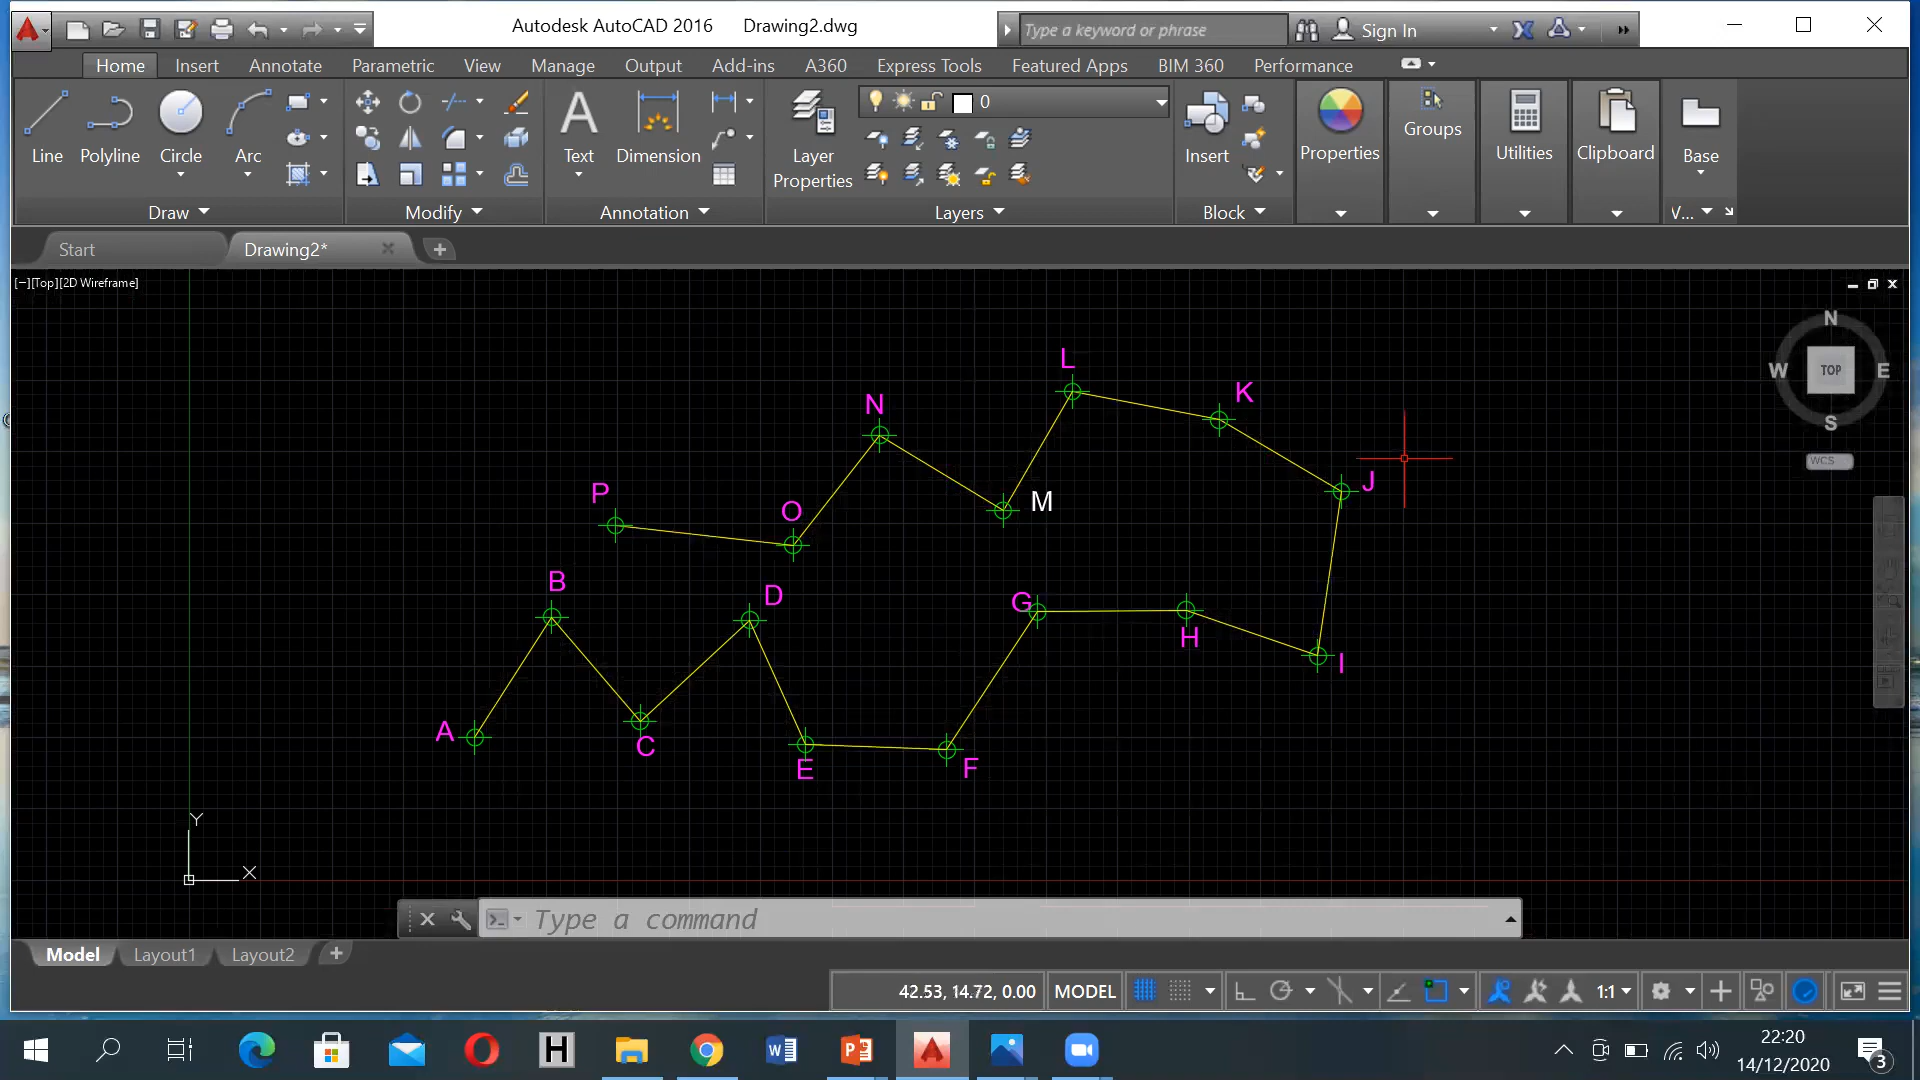 Autodesk AutoCAD 2016 Drawing2.dwg
Type a keyword or phrase
Sign In
Home Insert Annotate Parametric View Manage Output Add-ins A360 Express Tools Featured Apps BIM 360 Performance
0
Line Polyline Circle Arc
A
Text Dimension
Layer Properties
Insert
Properties
Groups
Utilities
Clipboard
Base
Draw Modify Annotation Layers Block V...
Start Drawing2*
[−][Top][2D Wireframe]
N
W TOP E
S
WCS
L
K
N
J
P
M
O
B
D
G
H
I
A
C
E
F
Y
X
Type a command
Model Layout1 Layout2
42.53, 14.72, 0.00 MODEL 1:1
H
W
P
A
22:20
14/12/2020
3